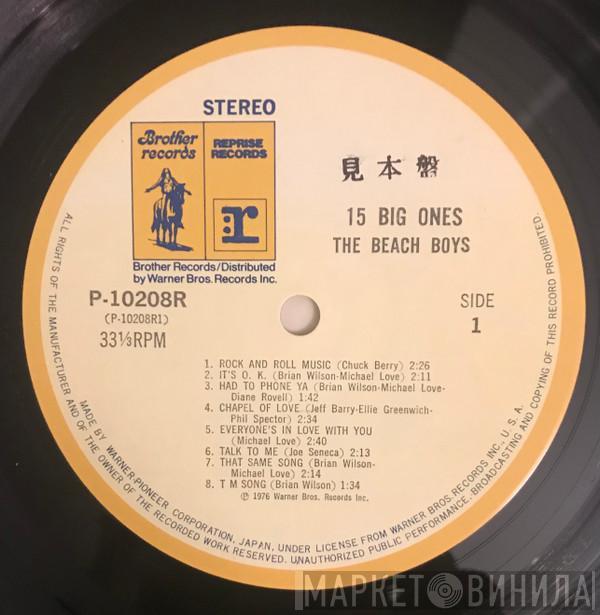 STEREO
Brother
records
REPRISE
RECORDS
r:
Brother Records/Distributed
by Warner Bros. Records Inc.
見本盤
15 BIG ONES
THE BEACH BOYS
P-10208R
(P-10208R1)
33⅓RPM
SIDE
1
1. ROCK AND ROLL MUSIC (Chuck Berry) 2:26
2. IT'S O. K. (Brian Wilson-Michael Love) 2:11
3. HAD TO PHONE YA (Brian Wilson-Michael Love-
Diane Rovell) 1:42
4. CHAPEL OF LOVE (Jeff Barry-Ellie Greenwich-
Phil Spector) 2:34
5. EVERYONE'S IN LOVE WITH YOU
(Michael Love) 2:40
6. TALK TO ME (Joe Seneca) 2:13
7. THAT SAME SONG (Brian Wilson-
Michael Love) 2:14
8. T M SONG (Brian Wilson) 1:34
Ⓟ 1976 Warner Bros. Records Inc.
MADE BY WARNER-PIONEER CORPORATION, JAPAN, UNDER LICENSE FROM WARNER BROS. RECORDS INC., U. S. A.
ALL RIGHTS OF THE MANUFACTURER AND OF THE OWNER OF THE RECORDED WORK RESERVED. UNAUTHORIZED PUBLIC PERFORMANCE, BROADCASTING AND COPYING OF THIS RECORD PROHIBITED.
МАРКЕТ ВИНИЛА